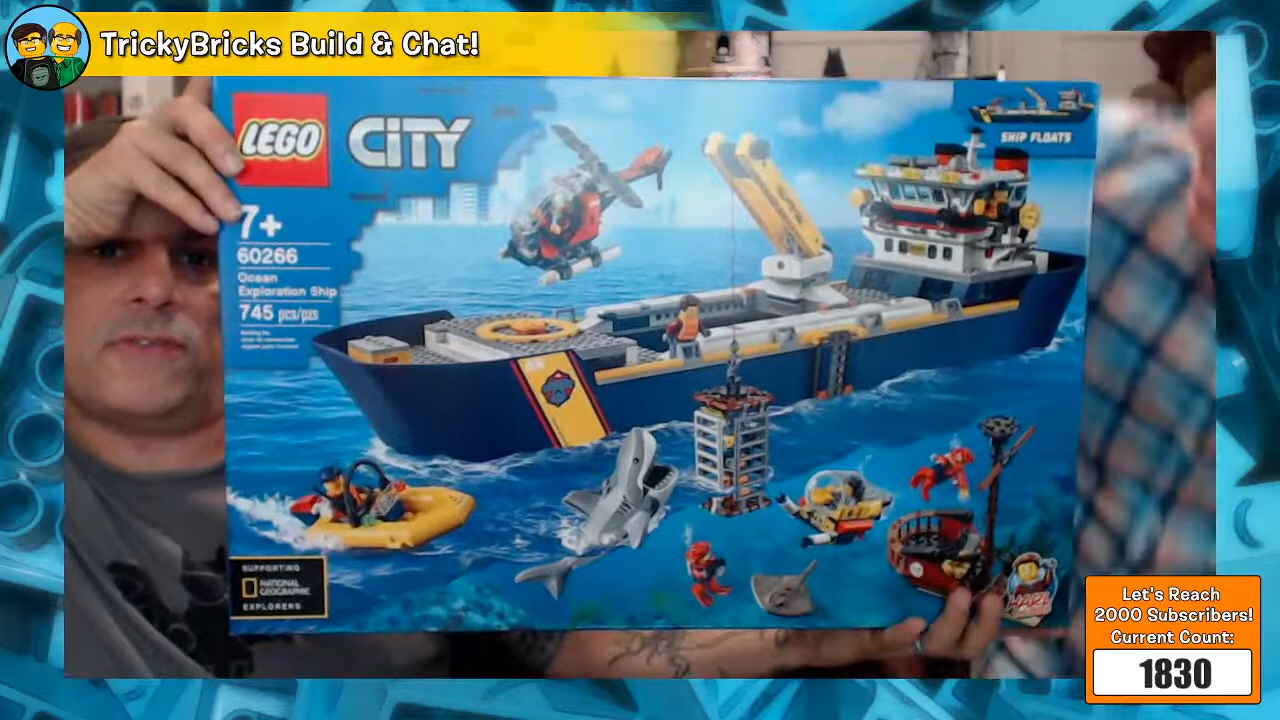 TrickyBricks Build & Chat!
LEGO
CITY
SHIP FLOATS
7+
60266
Ocean
Exploration Ship
745 pcs/pzs
SUPPORTING
NATIONAL
GEOGRAPHIC
EXPLORERS
Let's Reach
2000 Subscribers!
Current Count:
1830